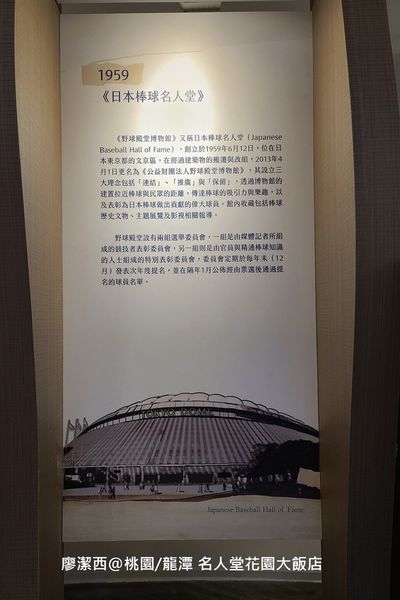 1959
《日本棒球名人堂》
《野球殿堂博物館》又稱日本棒球名人堂（Japanese
Baseball Hall of Fame），創立於1959年6月12日，位在日
本東京都的文京區，在經過建築物的搬遷與改組，2013年4
月1日更名為《公益財團法人野球殿堂博物館》，其設立三
大理念包括「連結」、「推廣」與「保留」，透過博物館的
建置拉近棒球與民眾的距離，傳達棒球的吸引力與樂趣，以
及表彰為日本棒球做出貢獻的偉大球員。館內收藏包括棒球
歷史文物、主題展覽及影視相關報導。
野球殿堂設有兩組選舉委員會，一組是由媒體記者所組
成的競技者表彰委員會，另一組則是由官員與精通棒球知識
的人士組成的特別表彰委員會，委員會定期於每年末（12
月）發表次年度提名，並在隔年1月公佈經由票選後通過提
名的球員名單。
TOKYO DOME
Japanese Baseball Hall of Fame
廖潔西@桃園/龍潭 名人堂花園大飯店